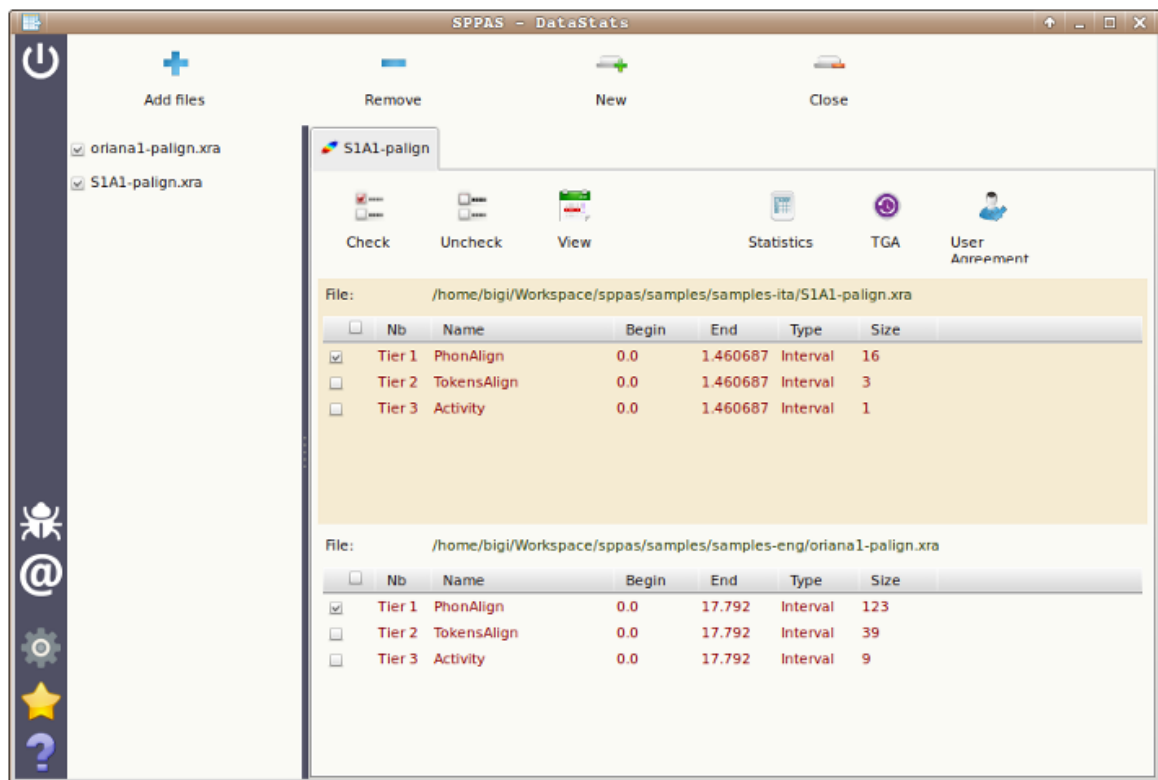 SPPAS - DataStats
Add files Remove New Close
oriana1-palign.xra
S1A1-palign.xra
S1A1-palign
Check Uncheck View Statistics TGA User Agreement
File: /home/bigi/Workspace/sppas/samples/samples-ita/S1A1-palign.xra
Nb Name Begin End Type Size
Tier 1 PhonAlign 0.0 1.460687 Interval 16
Tier 2 TokensAlign 0.0 1.460687 Interval 3
Tier 3 Activity 0.0 1.460687 Interval 1
File: /home/bigi/Workspace/sppas/samples/samples-eng/oriana1-palign.xra
Nb Name Begin End Type Size
Tier 1 PhonAlign 0.0 17.792 Interval 123
Tier 2 TokensAlign 0.0 17.792 Interval 39
Tier 3 Activity 0.0 17.792 Interval 9
@
?